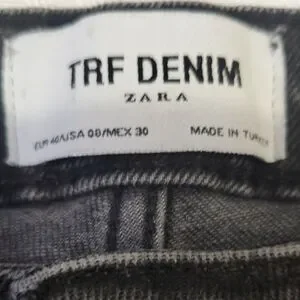 TRF DENIM
ZARA
EUR 40/USA 08/MEX 30 MADE IN TURKEY